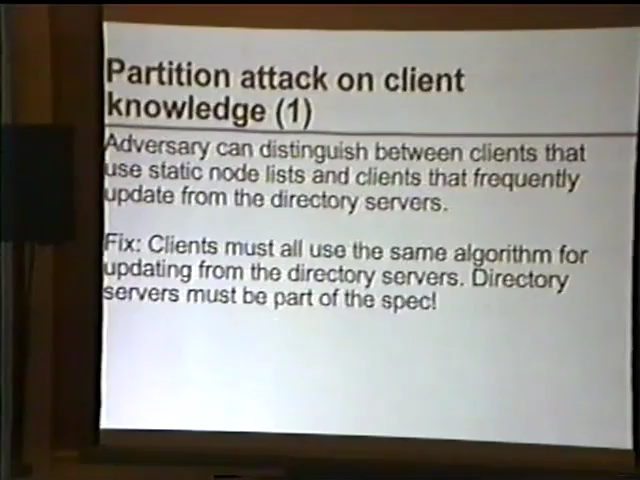 Partition attack on client
knowledge (1)
Adversary can distinguish between clients that
use static node lists and clients that frequently
update from the directory servers.
Fix: Clients must all use the same algorithm for
updating from the directory servers. Directory
servers must be part of the spec!